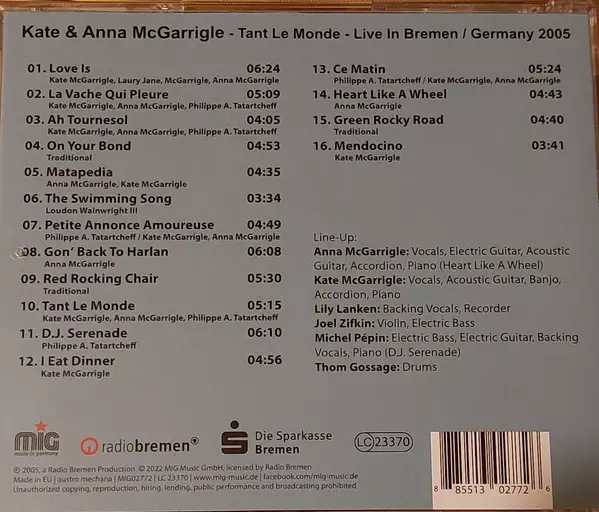 Kate & Anna McGarrigle - Tant Le Monde - Live In Bremen / Germany 2005
01. Love Is 06:24
Kate McGarrigle, Laury Jane, McGarrigle, Anna McGarrigle
02. La Vache Qui Pleure 05:09
Kate McGarrigle, Anna McGarrigle, Philippe A. Tatartcheff
03. Ah Tournesol 04:05
Kate McGarrigle, Anna McGarrigle, Philippe A. Tatartcheff
04. On Your Bond 04:53
Traditional
05. Matapedia 04:35
Anna McGarrigle, Kate McGarrigle
06. The Swimming Song 03:34
Loudon Wainwright III
07. Petite Annonce Amoureuse 04:49
Philippe A. Tatartcheff / Kate McGarrigle, Anna McGarrigle
08. Gon' Back To Harlan 06:08
Anna McGarrigle
09. Red Rocking Chair 05:30
Traditional
10. Tant Le Monde 05:15
Kate McGarrigle, Anna McGarrigle, Philippe A. Tatartcheff
11. D.J. Serenade 06:10
Philippe A. Tatartcheff
12. I Eat Dinner 04:56
Kate McGarrigle
13. Ce Matin 05:24
Philippe A. Tatartcheff / Kate McGarrigle, Anna McGarrigle
14. Heart Like A Wheel 04:43
Anna McGarrigle
15. Green Rocky Road 04:40
Traditional
16. Mendocino 03:41
Kate McGarrigle
Line-Up:
Anna McGarrigle: Vocals, Electric Guitar, Acoustic
Guitar, Accordion, Piano (Heart Like A Wheel)
Kate McGarrigle: Vocals, Acoustic Guitar, Banjo,
Accordion, Piano
Lily Lanken: Backing Vocals, Recorder
Joel Zifkin: Violln, Electric Bass
Michel Pépin: Electric Bass, Electric Guitar, Backing
Vocals, Piano (D.J. Serenade)
Thom Gossage: Drums
MIG
made in germany
radiobremen
Die Sparkasse
Bremen
LC 23370
℗ 2005, a Radio Bremen Production. © 2022 MIG Music GmbH, licensed by Radio Bremen
Made in EU | austro mechana | MIG02772 | LC 23370 | www.mig-music.de | facebook.com/mig-music.de
Unauthorized copying, reproduction, hiring, lending, public performance and broadcasting prohibited
8 85513 02772 6